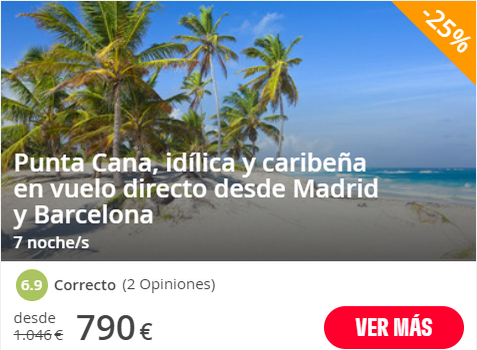 -25%
Punta Cana, idílica y caribeña
en vuelo directo desde Madrid
y Barcelona
7 noche/s
6.9 Correcto (2 Opiniones)
desde
1.046 € 790 €
VER MÁS